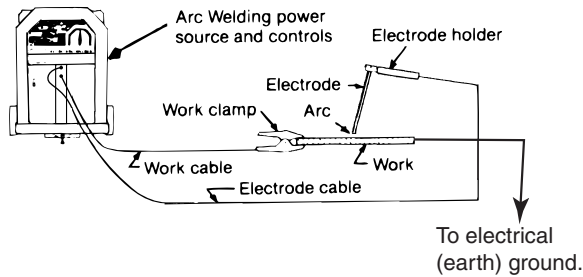 Arc Welding power
source and controls
Electrode holder
Electrode
Work clamp
Arc
Work cable
Work
Electrode cable
To electrical
(earth) ground.